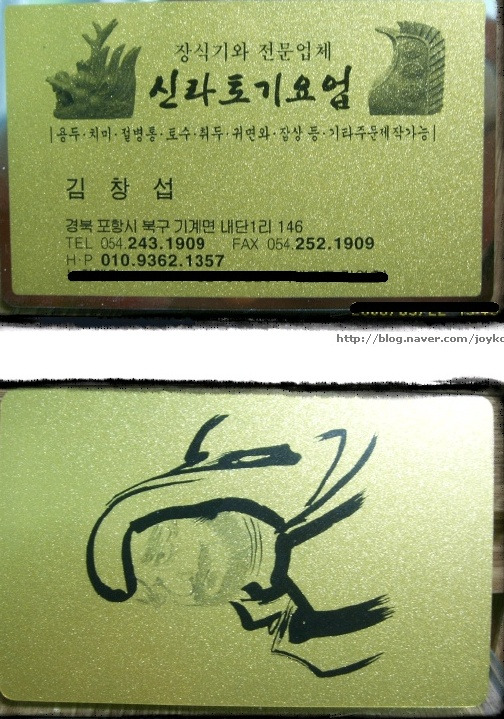 장식기와 전문업체
신라토기요업
|용두·치미·절병통·토수·취두·귀면와·잡상 등·기타주문제작가능|
김 창 섭
경북 포항시 북구 기계면 내단1리 146
TEL 054.243.1909 FAX 054.252.1909
H·P 010.9362.1357
http://blog.naver.com/joyko